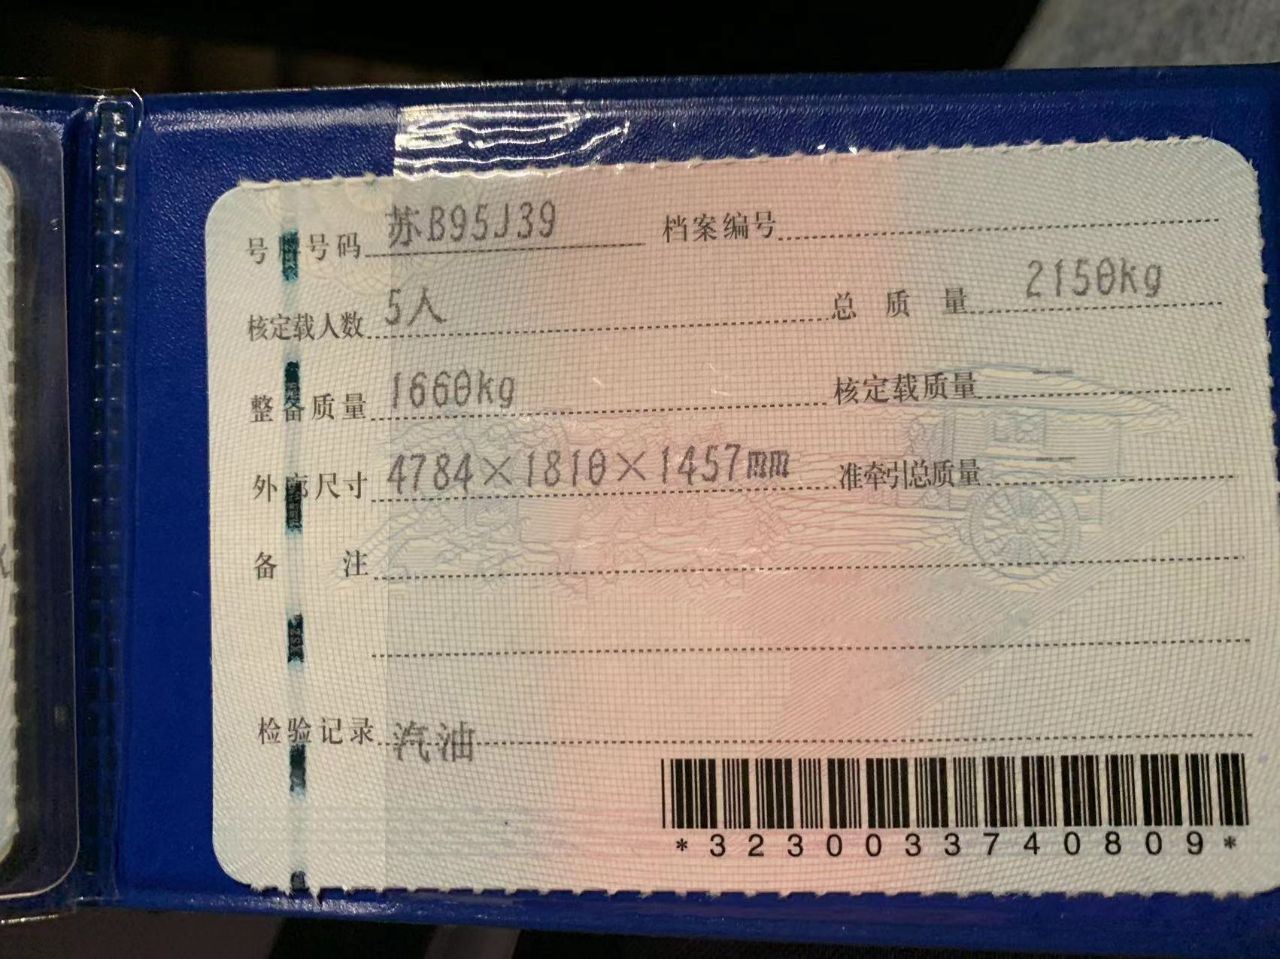 号牌号码 苏B95J39 档案编号
核定载人数 5人 总质量 2150kg
整备质量 1660kg 核定载质量 —
外廓尺寸 4784×1810×1457mm 准牵引总质量 —
备注
检验记录 汽油
*3230033740809*